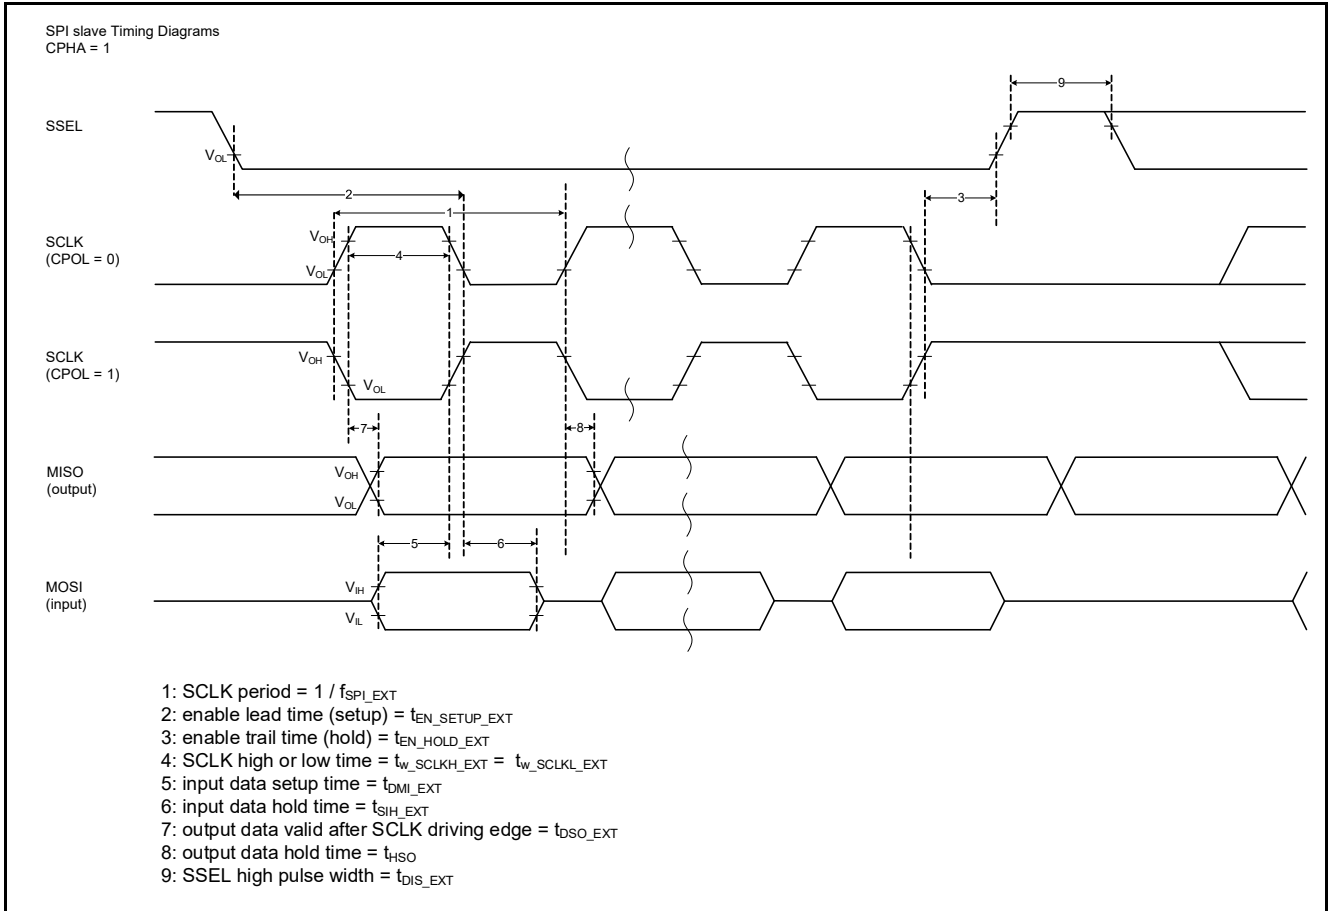 SPI slave Timing Diagrams
CPHA = 1
9
SSEL
VOL
2
3
1
SCLK
(CPOL = 0)
VOH
4
VOL
SCLK
(CPOL = 1)
VOH
VOL
7
8
MISO
(output)
VOH
VOL
5
6
MOSI
(input)
VIH
VIL
1: SCLK period = 1 / fSPI_EXT
2: enable lead time (setup) = tEN_SETUP_EXT
3: enable trail time (hold) = tEN_HOLD_EXT
4: SCLK high or low time = tw_SCLKH_EXT = tw_SCLKL_EXT
5: input data setup time = tDMI_EXT
6: input data hold time = tSIH_EXT
7: output data valid after SCLK driving edge = tDSO_EXT
8: output data hold time = tHSO
9: SSEL high pulse width = tDIS_EXT